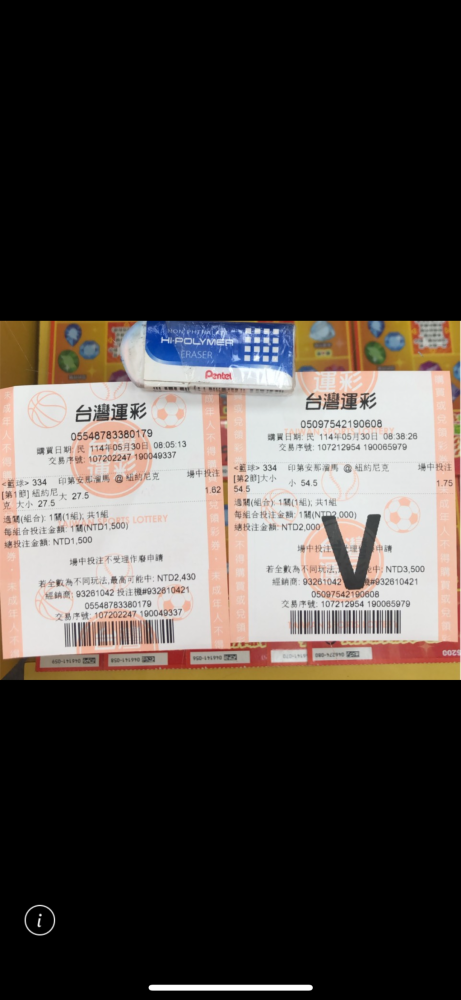 HI-POLYMER
ERASER
Pentel
台灣運彩
05548783380179
購買日期: 民 114年05月30日 08:05:13
交易序號: 107202247 190049337
<籃球> 334 印第安那溜馬 @ 紐約尼克 場中投注
[第1節] 紐約尼克 大小 27.5
大 27.5
1.62
過關(組合): 1關(1組), 共1組
每組合投注金額: 1關(NTD1,500)
總投注金額: NTD1,500
場中投注不受理作廢申請
若全數為不同玩法,最高可能中: NTD2,430
經銷商: 93261042 投注機#932610421
05548783380179
交易序號: 107202247 190049337
台灣運彩
05097542190608
購買日期: 民 114年05月30日 08:38:26
交易序號: 107212954 190065979
<籃球> 334 印第安那溜馬 @ 紐約尼克 場中投注
[第2節]大小 54.5
小 54.5
1.75
過關(組合): 1關(1組), 共1組
每組合投注金額: 1關(NTD2,000)
總投注金額: NTD2,000
場中投注
申請
V
若全數為不同玩法,
能中: NTD3,500
經銷商: 93261042
#932610421
05097542190608
交易序號: 107212954 190065979